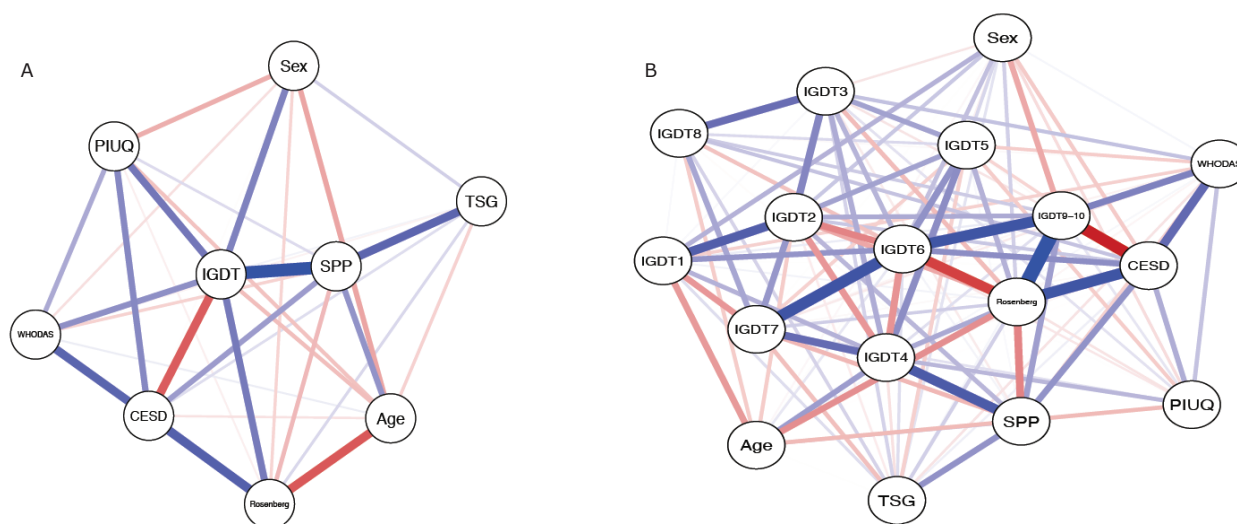 A
Sex
PIUQ
TSG
IGDT
SPP
WHODAS
CESD
Age
Rosenberg
B
Sex
IGDT3
IGDT8
IGDT5
WHODAS
IGDT2
IGDT9-10
IGDT6
IGDT1
CESD
Rosenberg
IGDT7
IGDT4
PIUQ
SPP
Age
TSG